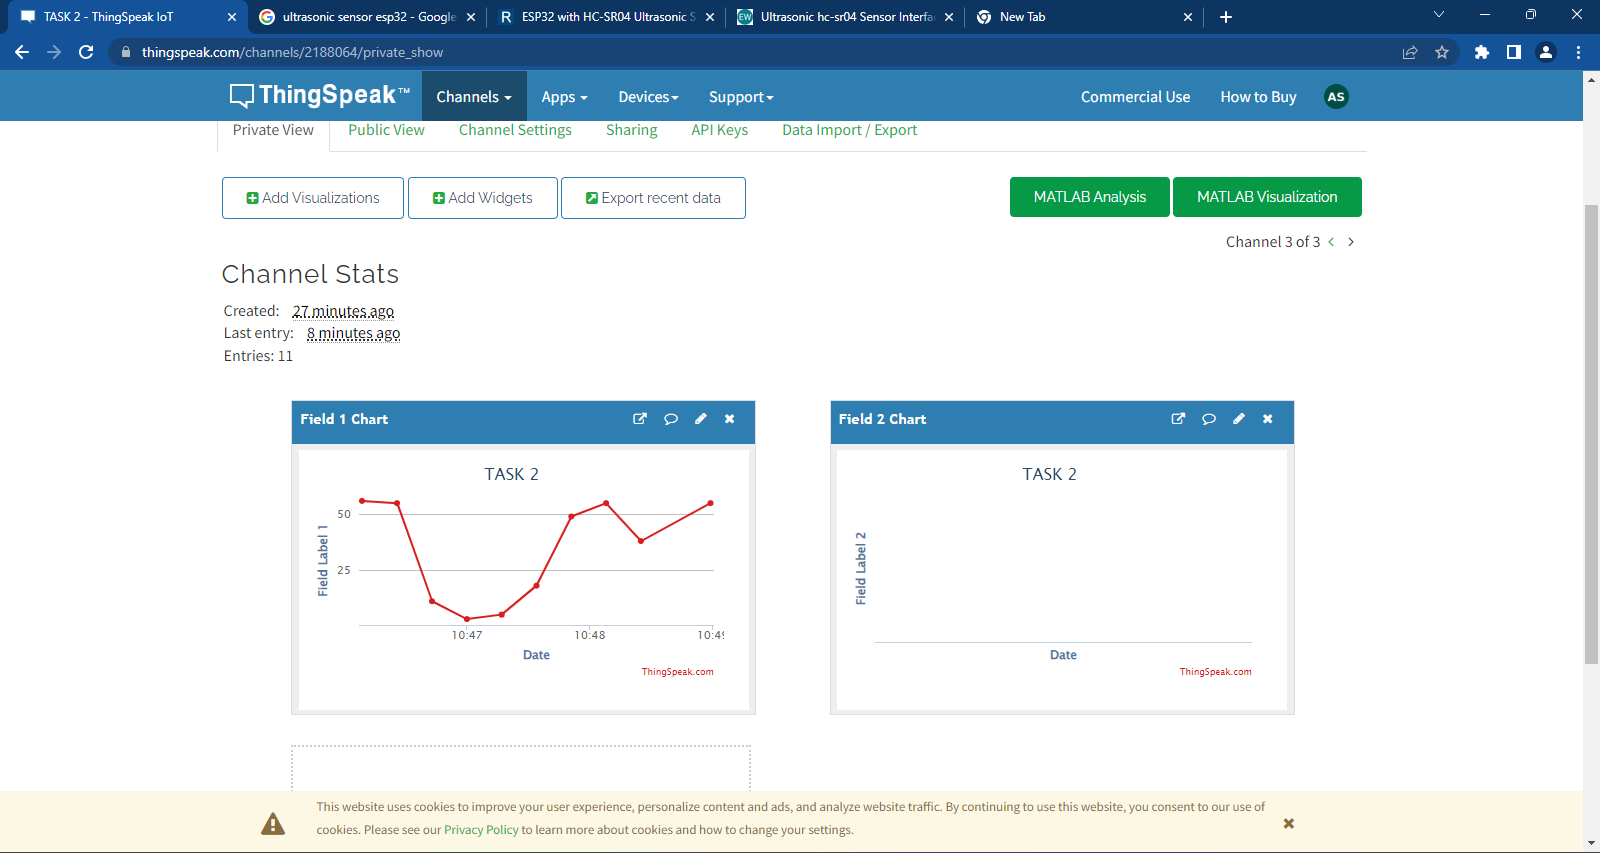 TASK 2 - ThingSpeak IoT
ultrasonic sensor esp32 - Google
ESP32 with HC-SR04 Ultrasonic S
Ultrasonic hc-sr04 Sensor Interfa
New Tab
thingspeak.com/channels/2188064/private_show
ThingSpeak™
Channels
Apps
Devices
Support
Commercial Use
How to Buy
AS
Private View
Public View
Channel Settings
Sharing
API Keys
Data Import / Export
Add Visualizations
Add Widgets
Export recent data
MATLAB Analysis
MATLAB Visualization
Channel 3 of 3 < >
Channel Stats
Created: 27 minutes ago
Last entry: 8 minutes ago
Entries: 11
Field 1 Chart
TASK 2
Field Label 1
50
25
10:47
10:48
10:49
Date
ThingSpeak.com
Field 2 Chart
TASK 2
Field Label 2
Date
ThingSpeak.com
This website uses cookies to improve your user experience, personalize content and ads, and analyze website traffic. By continuing to use this website, you consent to our use of
cookies. Please see our Privacy Policy to learn more about cookies and how to change your settings.